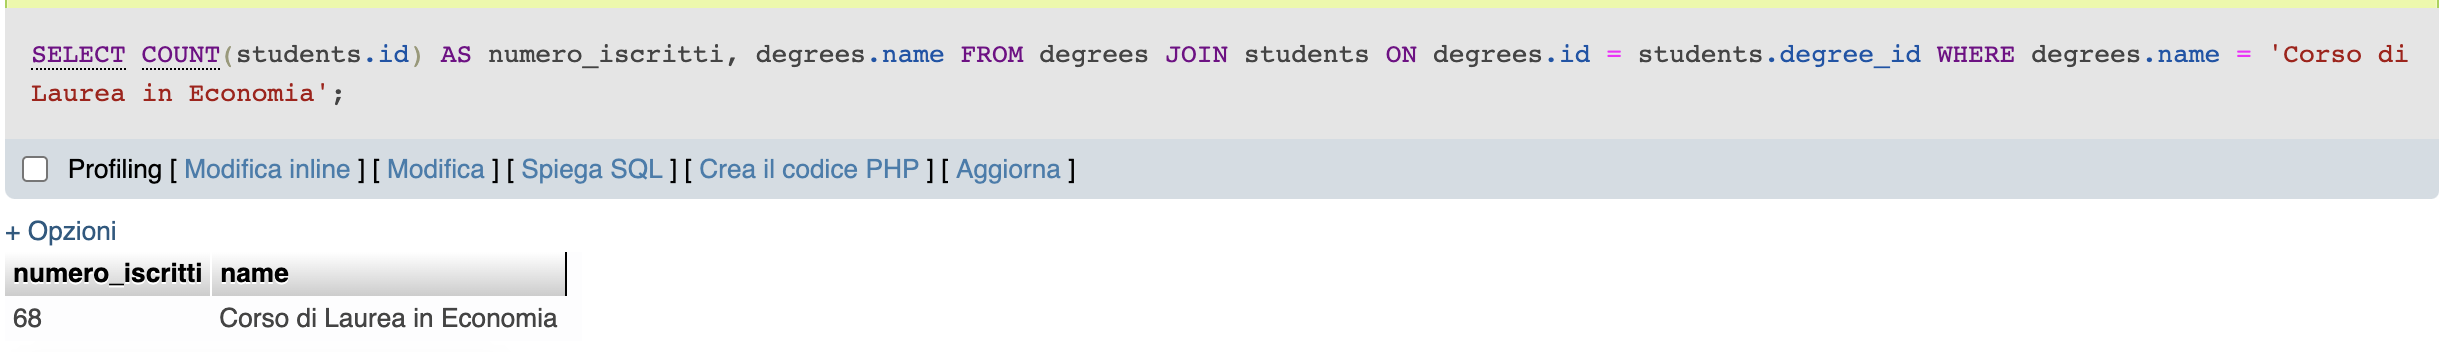 SELECT COUNT(students.id) AS numero_iscritti, degrees.name FROM degrees JOIN students ON degrees.id = students.degree_id WHERE degrees.name = 'Corso di
Laurea in Economia';
Profiling [ Modifica inline ] [ Modifica ] [ Spiega SQL ] [ Crea il codice PHP ] [ Aggiorna ]
+ Opzioni
numero_iscritti name
68 Corso di Laurea in Economia